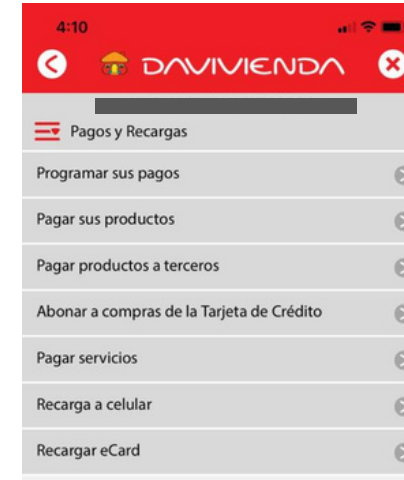 4:10
DAVIVIENDA
Pagos y Recargas
Programar sus pagos
Pagar sus productos
Pagar productos a terceros
Abonar a compras de la Tarjeta de Crédito
Pagar servicios
Recarga a celular
Recargar eCard